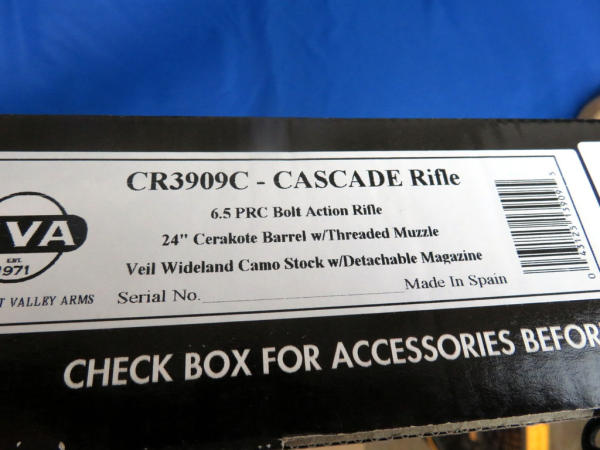 CR3909C - CASCADE Rifle
6.5 PRC Bolt Action Rifle
24" Cerakote Barrel w/Threaded Muzzle
Veil Wideland Camo Stock w/Detachable Magazine
Serial No. Made In Spain
VA
EST.
1971
VALLEY ARMS
CHECK BOX FOR ACCESSORIES BEFOR